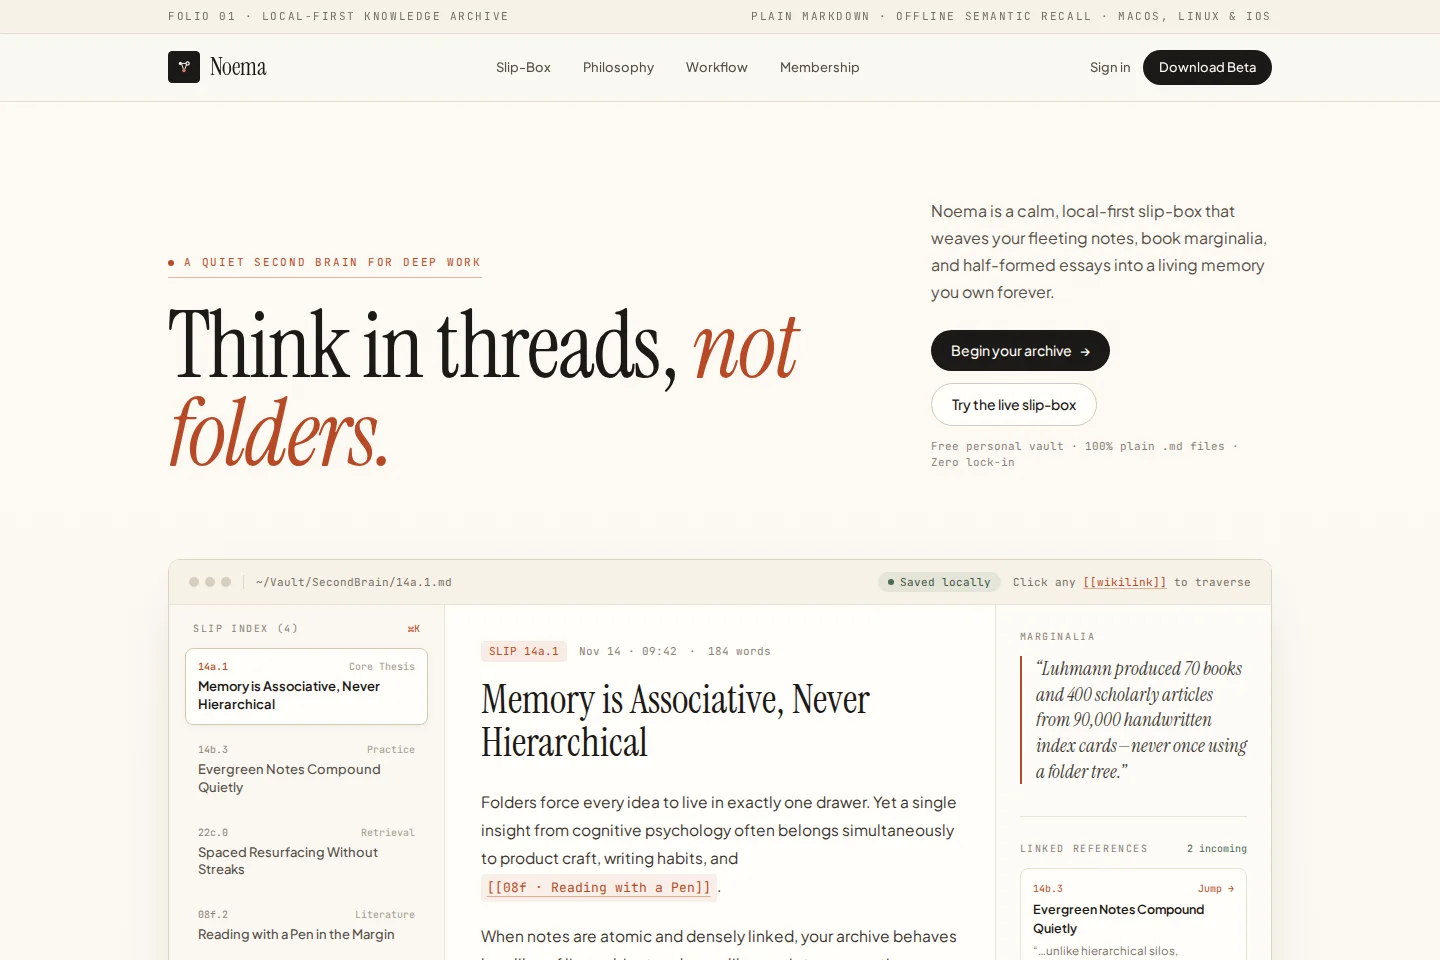 FOLIO 01 · LOCAL-FIRST KNOWLEDGE ARCHIVE
PLAIN MARKDOWN · OFFLINE SEMANTIC RECALL · MACOS, LINUX & IOS
Noema
Slip-Box
Philosophy
Workflow
Membership
Sign in
Download Beta
A QUIET SECOND BRAIN FOR DEEP WORK
Think in threads, not
folders.
Noema is a calm, local-first slip-box that
weaves your fleeting notes, book marginalia,
and half-formed essays into a living memory
you own forever.
Begin your archive →
Try the live slip-box
Free personal vault · 100% plain .md files ·
Zero lock-in
~/Vault/SecondBrain/14a.1.md
Saved locally
Click any [[wikilink]] to traverse
SLIP INDEX (4)
⌘K
14a.1
Core Thesis
Memory is Associative, Never
Hierarchical
14b.3
Practice
Evergreen Notes Compound
Quietly
22c.0
Retrieval
Spaced Resurfacing Without
Streaks
08f.2
Literature
Reading with a Pen in the Margin
SLIP 14a.1
Nov 14 · 09:42 · 184 words
Memory is Associative, Never
Hierarchical
Folders force every idea to live in exactly one drawer. Yet a single
insight from cognitive psychology often belongs simultaneously
to product craft, writing habits, and
[[08f · Reading with a Pen]].
When notes are atomic and densely linked, your archive behaves
MARGINALIA
“Luhmann produced 70 books
and 400 scholarly articles
from 90,000 handwritten
index cards—never once using
a folder tree.”
LINKED REFERENCES
2 incoming
14b.3
Jump →
Evergreen Notes Compound
Quietly
“…unlike hierarchical silos,